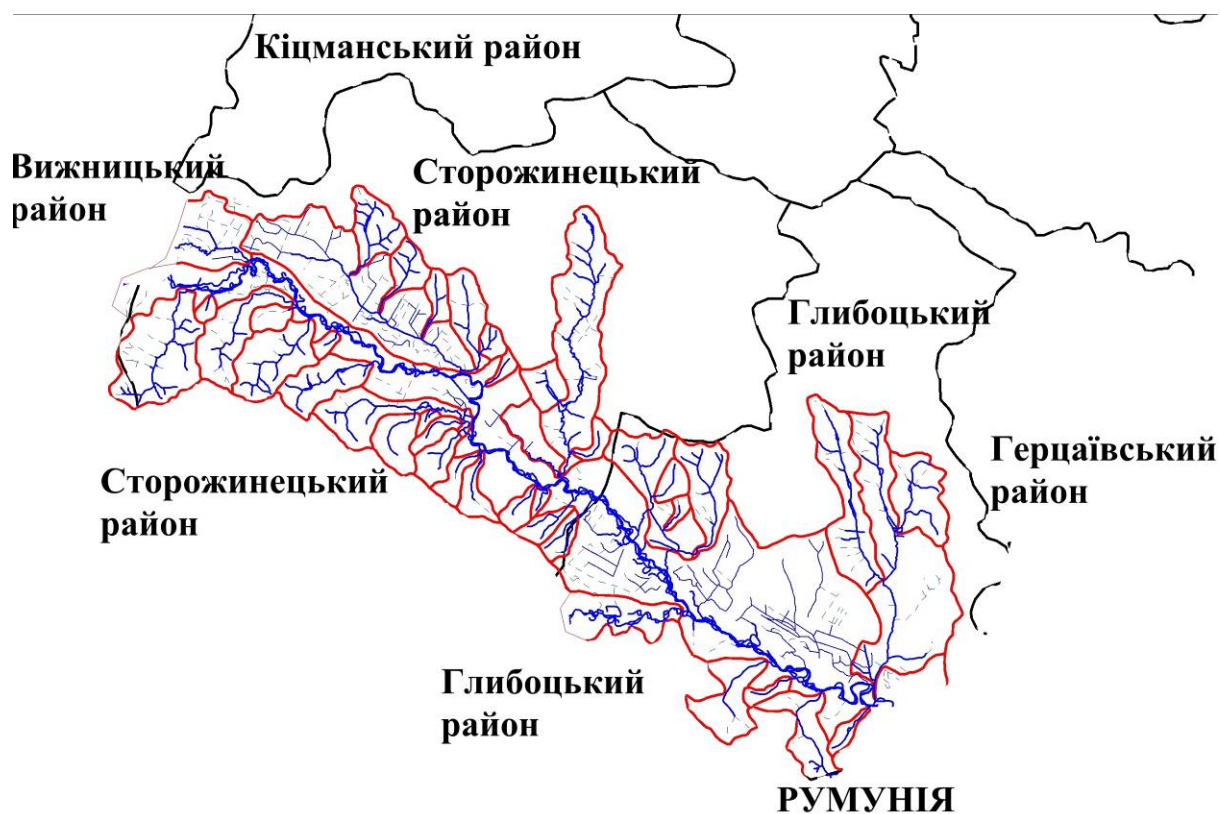 Кіцманський район
Вижницький
район
Сторожинецький
район
Глибоцький
район
Герцаївський
район
Сторожинецький
район
Глибоцький
район
РУМУНІЯ